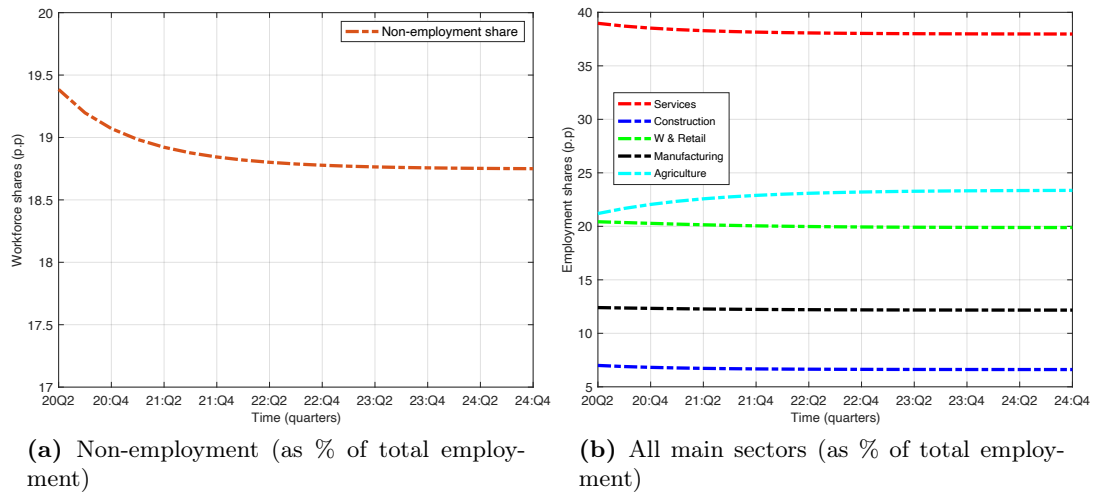 20
19.5
19
18.5
18
17.5
17
Workforce shares (p.p)
Non-employment share
20Q2 20:Q4 21:Q2 21:Q4 22:Q2 22:Q4 23:Q2 23:Q4 24:Q2 24:Q4
Time (quarters)
(a) Non-employment (as % of total employ-
ment)
40
35
30
25
20
15
10
5
Employment shares (p.p)
Services
Construction
W & Retail
Manufacturing
Agriculture
20Q2 20:Q4 21:Q2 21:Q4 22:Q2 22:Q4 23:Q2 23:Q4 24:Q2 24:Q4
Time (quarters)
(b) All main sectors (as % of total employ-
ment)